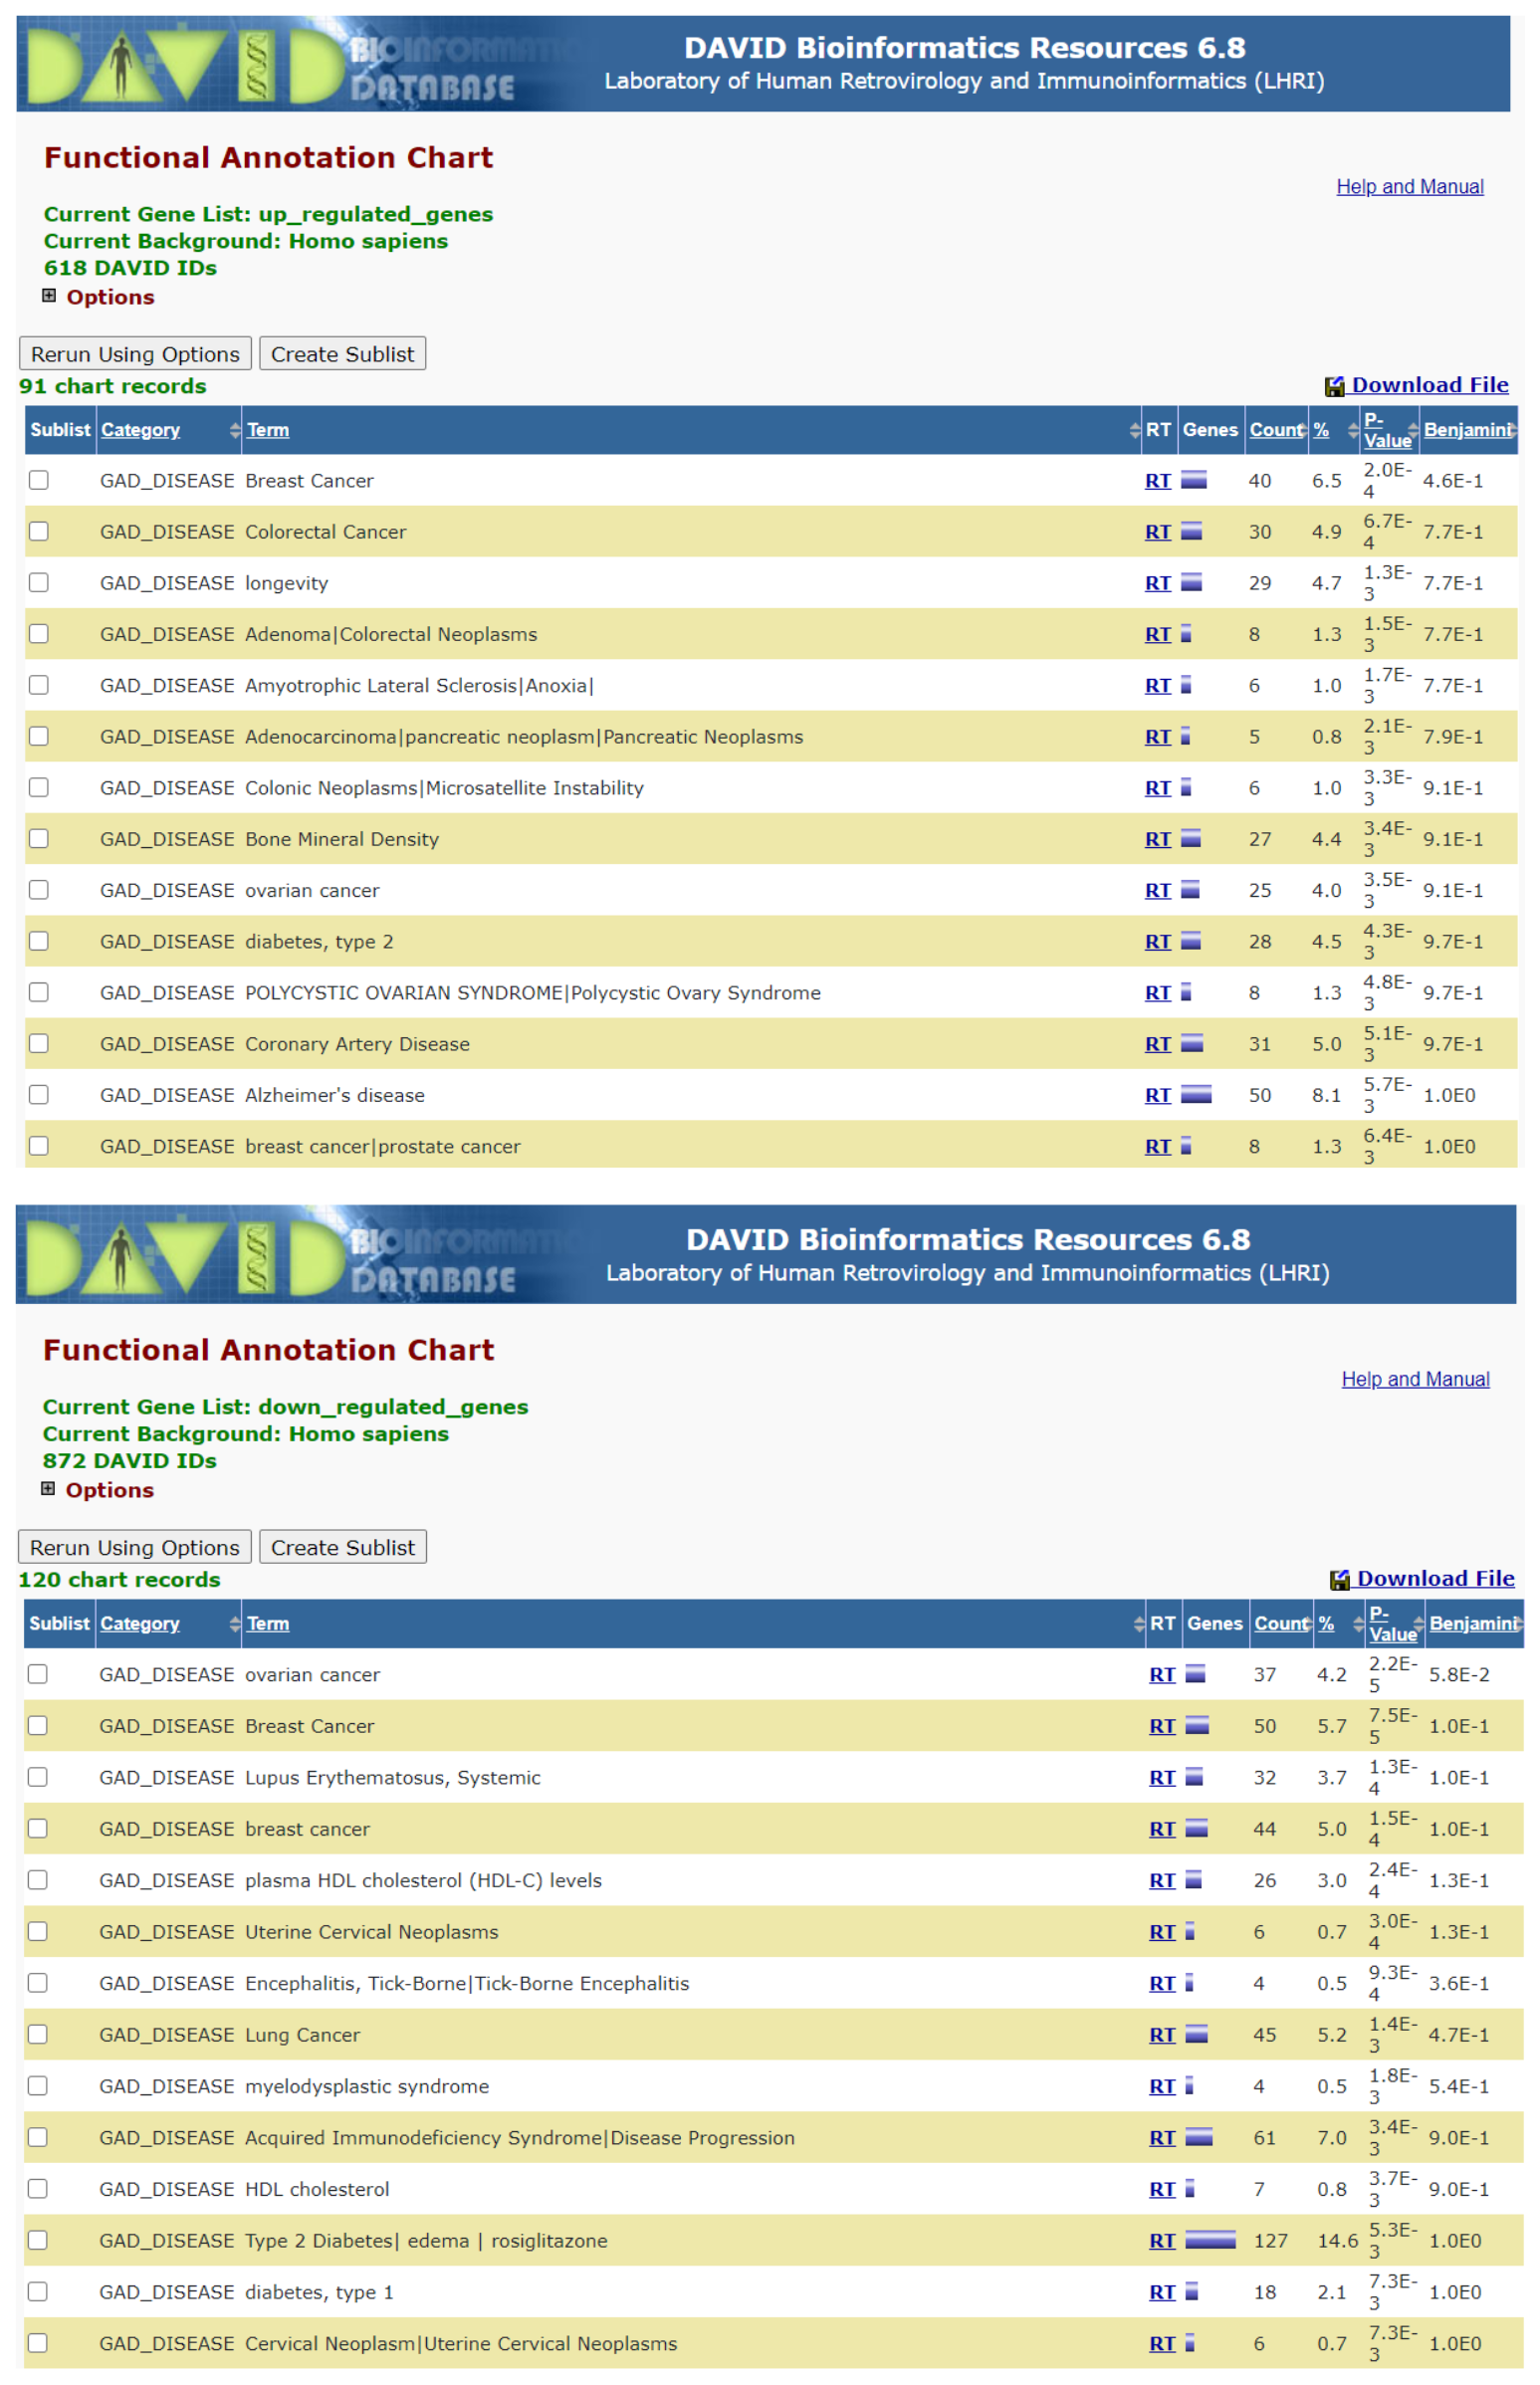 DAVID BIOINFORMATIC DATABASE
DAVID Bioinformatics Resources 6.8
Laboratory of Human Retrovirology and Immunoinformatics (LHRI)
Functional Annotation Chart
Help and Manual
Current Gene List: up_regulated_genes
Current Background: Homo sapiens
618 DAVID IDs
Options
Rerun Using Options Create Sublist
91 chart records Download File
Sublist Category Term RT Genes Count % P-Value Benjamini
GAD_DISEASE Breast Cancer RT 40 6.5 2.0E-4 4.6E-1
GAD_DISEASE Colorectal Cancer RT 30 4.9 6.7E-4 7.7E-1
GAD_DISEASE longevity RT 29 4.7 1.3E-3 7.7E-1
GAD_DISEASE Adenoma|Colorectal Neoplasms RT 8 1.3 1.5E-3 7.7E-1
GAD_DISEASE Amyotrophic Lateral Sclerosis|Anoxia| RT 6 1.0 1.7E-3 7.7E-1
GAD_DISEASE Adenocarcinoma|pancreatic neoplasm|Pancreatic Neoplasms RT 5 0.8 2.1E-3 7.9E-1
GAD_DISEASE Colonic Neoplasms|Microsatellite Instability RT 6 1.0 3.3E-3 9.1E-1
GAD_DISEASE Bone Mineral Density RT 27 4.4 3.4E-3 9.1E-1
GAD_DISEASE ovarian cancer RT 25 4.0 3.5E-3 9.1E-1
GAD_DISEASE diabetes, type 2 RT 28 4.5 4.3E-3 9.7E-1
GAD_DISEASE POLYCYSTIC OVARIAN SYNDROME|Polycystic Ovary Syndrome RT 8 1.3 4.8E-3 9.7E-1
GAD_DISEASE Coronary Artery Disease RT 31 5.0 5.1E-3 9.7E-1
GAD_DISEASE Alzheimer's disease RT 50 8.1 5.7E-3 1.0E0
GAD_DISEASE breast cancer|prostate cancer RT 8 1.3 6.4E-3 1.0E0
DAVID BIOINFORMATIC DATABASE
DAVID Bioinformatics Resources 6.8
Laboratory of Human Retrovirology and Immunoinformatics (LHRI)
Functional Annotation Chart
Help and Manual
Current Gene List: down_regulated_genes
Current Background: Homo sapiens
872 DAVID IDs
Options
Rerun Using Options Create Sublist
120 chart records Download File
Sublist Category Term RT Genes Count % P-Value Benjamini
GAD_DISEASE ovarian cancer RT 37 4.2 2.2E-5 5.8E-2
GAD_DISEASE Breast Cancer RT 50 5.7 7.5E-5 1.0E-1
GAD_DISEASE Lupus Erythematosus, Systemic RT 32 3.7 1.3E-4 1.0E-1
GAD_DISEASE breast cancer RT 44 5.0 1.5E-4 1.0E-1
GAD_DISEASE plasma HDL cholesterol (HDL-C) levels RT 26 3.0 2.4E-4 1.3E-1
GAD_DISEASE Uterine Cervical Neoplasms RT 6 0.7 3.0E-4 1.3E-1
GAD_DISEASE Encephalitis, Tick-Borne|Tick-Borne Encephalitis RT 4 0.5 9.3E-4 3.6E-1
GAD_DISEASE Lung Cancer RT 45 5.2 1.4E-3 4.7E-1
GAD_DISEASE myelodysplastic syndrome RT 4 0.5 1.8E-3 5.4E-1
GAD_DISEASE Acquired Immunodeficiency Syndrome|Disease Progression RT 61 7.0 3.4E-3 9.0E-1
GAD_DISEASE HDL cholesterol RT 7 0.8 3.7E-3 9.0E-1
GAD_DISEASE Type 2 Diabetes| edema | rosiglitazone RT 127 14.6 5.3E-3 1.0E0
GAD_DISEASE diabetes, type 1 RT 18 2.1 7.3E-3 1.0E0
GAD_DISEASE Cervical Neoplasm|Uterine Cervical Neoplasms RT 6 0.7 7.3E-3 1.0E0